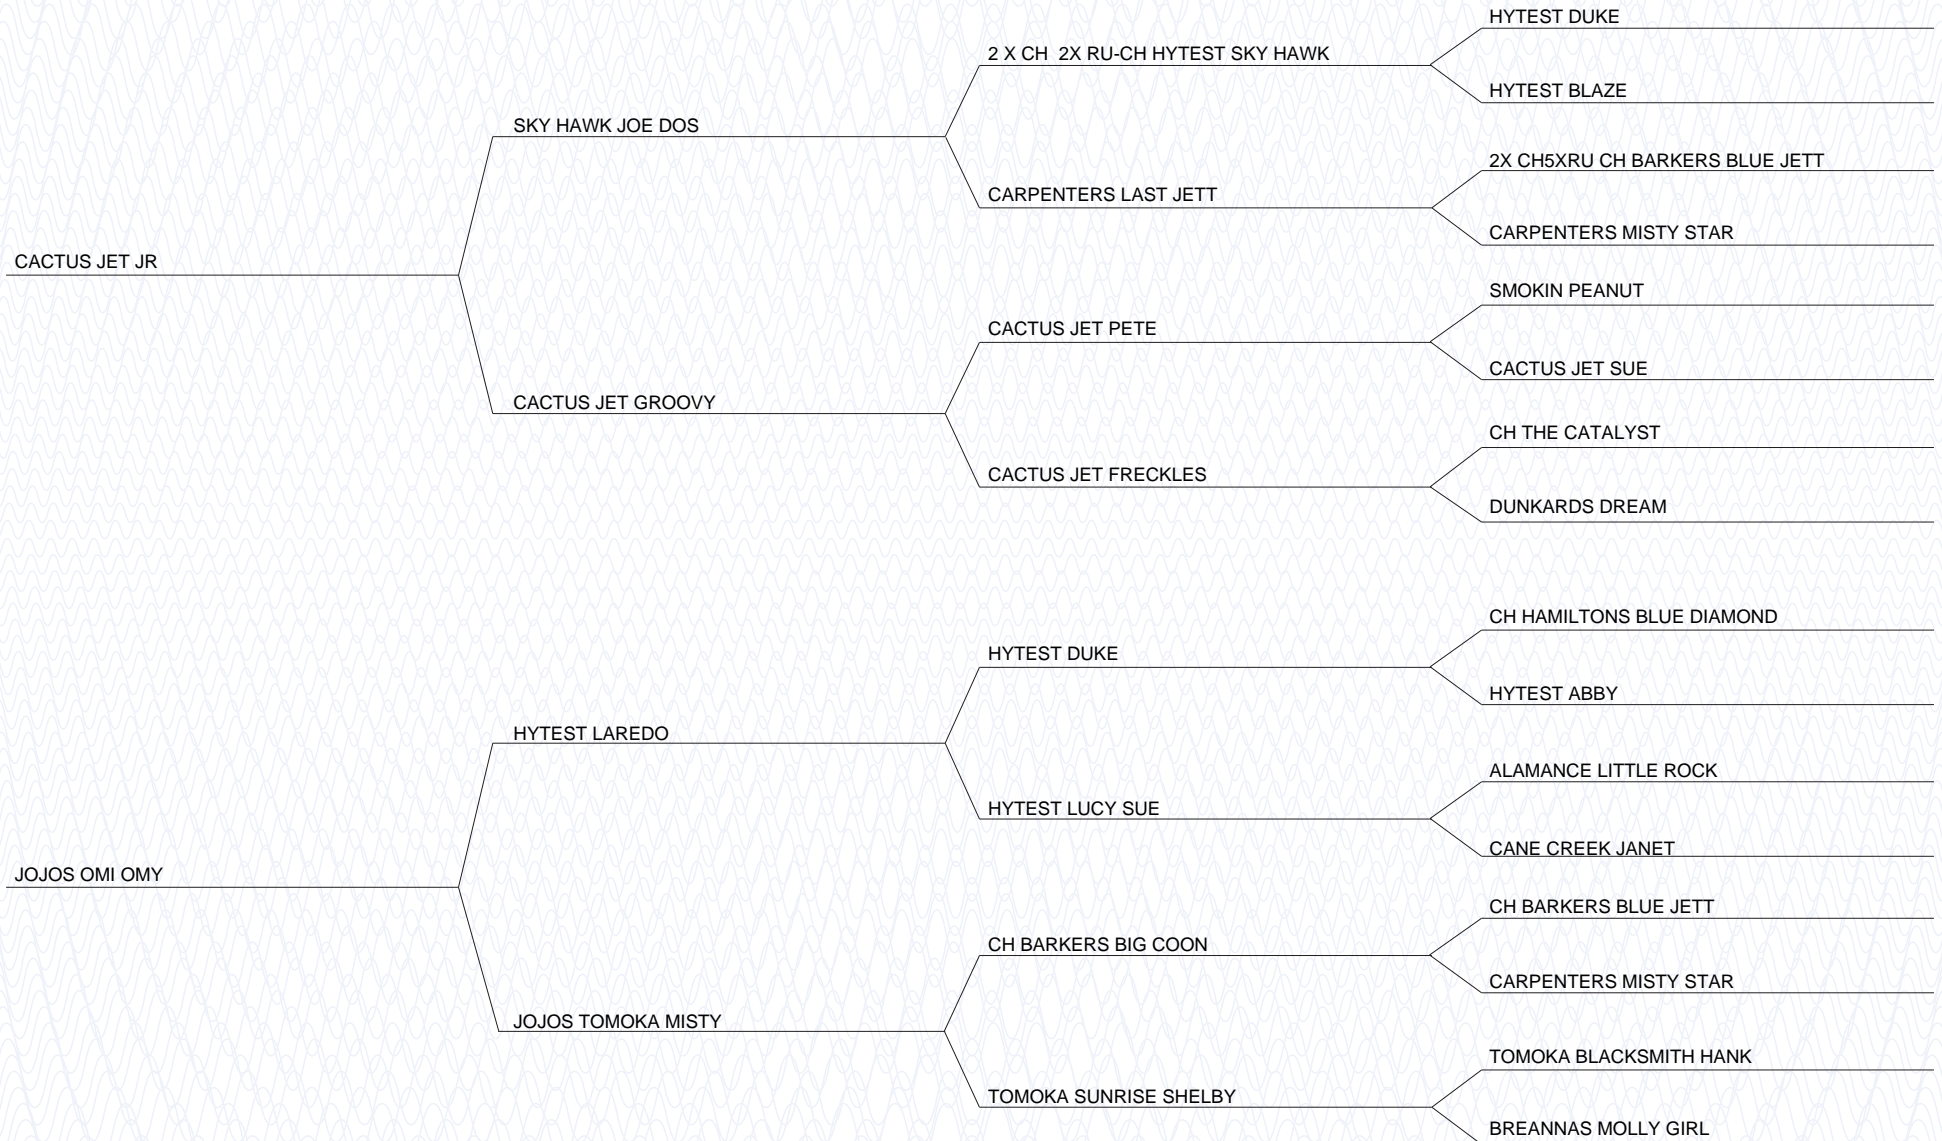 HYTEST DUKE
2 X CH  2X RU-CH HYTEST SKY HAWK
HYTEST BLAZE
SKY HAWK JOE DOS
2X CH5XRU CH BARKERS BLUE JETT
CARPENTERS LAST JETT
CARPENTERS MISTY STAR
CACTUS JET JR
SMOKIN PEANUT
CACTUS JET PETE
CACTUS JET SUE
CACTUS JET GROOVY
CH THE CATALYST
CACTUS JET FRECKLES
DUNKARDS DREAM
CH HAMILTONS BLUE DIAMOND
HYTEST DUKE
HYTEST ABBY
HYTEST LAREDO
ALAMANCE LITTLE ROCK
HYTEST LUCY SUE
CANE CREEK JANET
JOJOS OMI OMY
CH BARKERS BLUE JETT
CH BARKERS BIG COON
CARPENTERS MISTY STAR
JOJOS TOMOKA MISTY
TOMOKA BLACKSMITH HANK
TOMOKA SUNRISE SHELBY
BREANNAS MOLLY GIRL